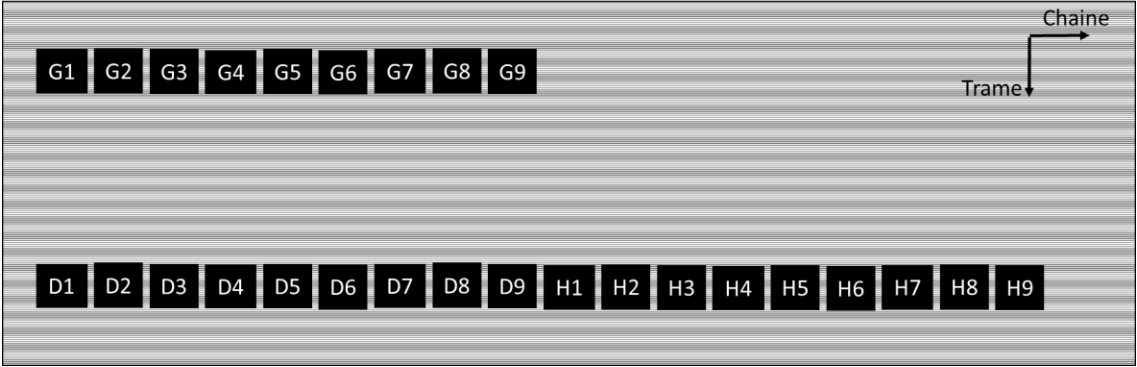 Chaine
G1 G2 G3 G4 G5 G6 G7 G8 G9
Trame
D1 D2 D3 D4 D5 D6 D7 D8 D9 H1 H2 H3 H4 H5 H6 H7 H8 H9